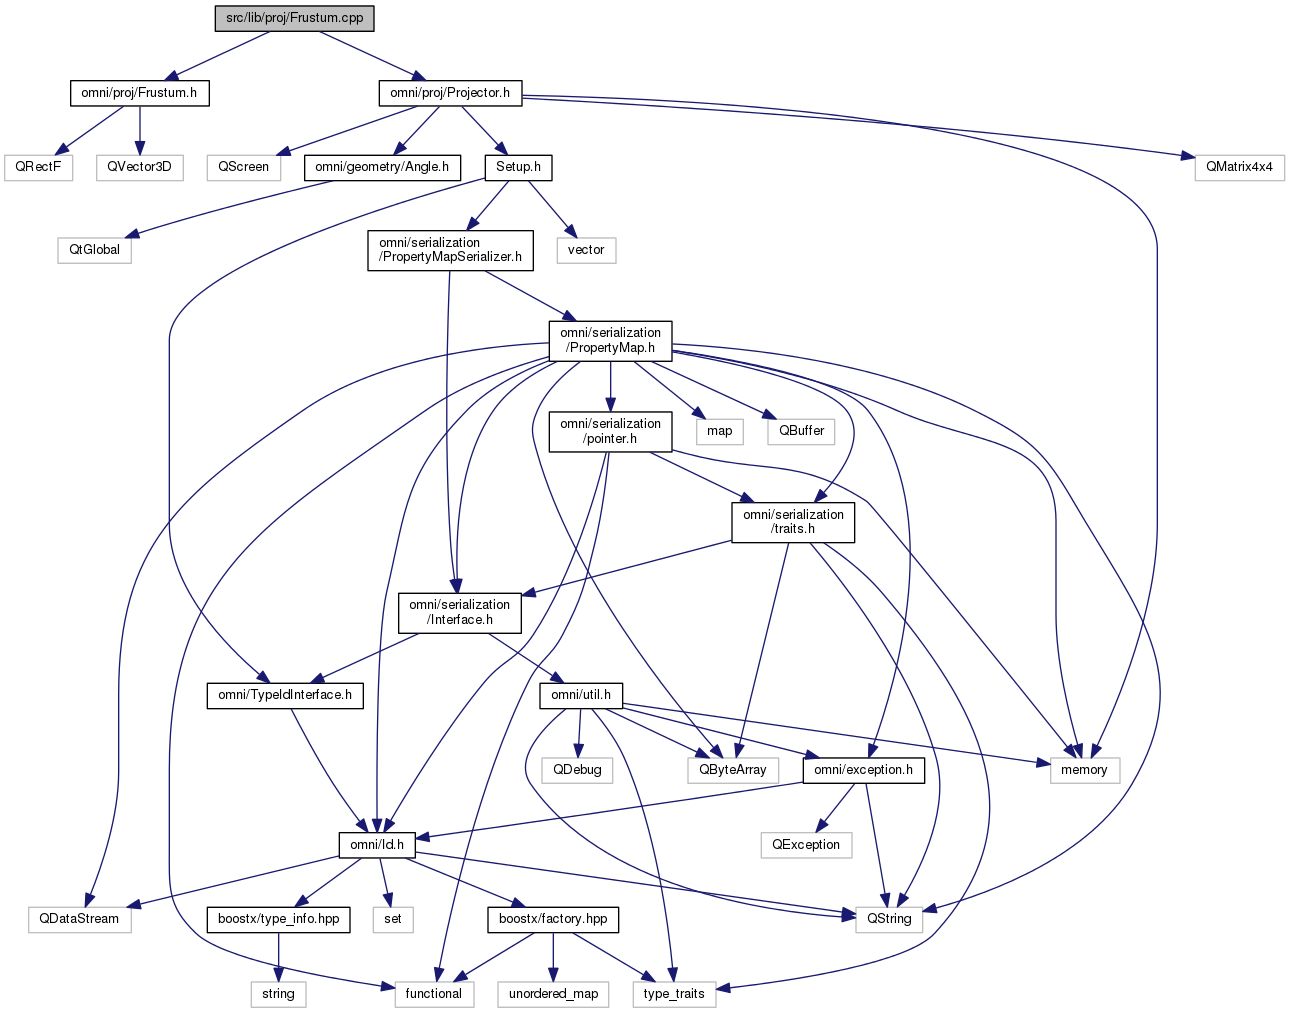 src/lib/proj/Frustum.cpp
omni/proj/Frustum.h
omni/proj/Projector.h
QRectF
QVector3D
QScreen
omni/geometry/Angle.h
Setup.h
QMatrix4x4
QtGlobal
omni/serialization
/PropertyMapSerializer.h
vector
omni/serialization
/PropertyMap.h
omni/serialization
/pointer.h
map
QBuffer
omni/serialization
/traits.h
omni/serialization
/Interface.h
omni/TypeIdInterface.h
omni/util.h
QDebug
QByteArray
omni/exception.h
memory
omni/Id.h
QException
QDataStream
boostx/type_info.hpp
set
boostx/factory.hpp
QString
string
functional
unordered_map
type_traits